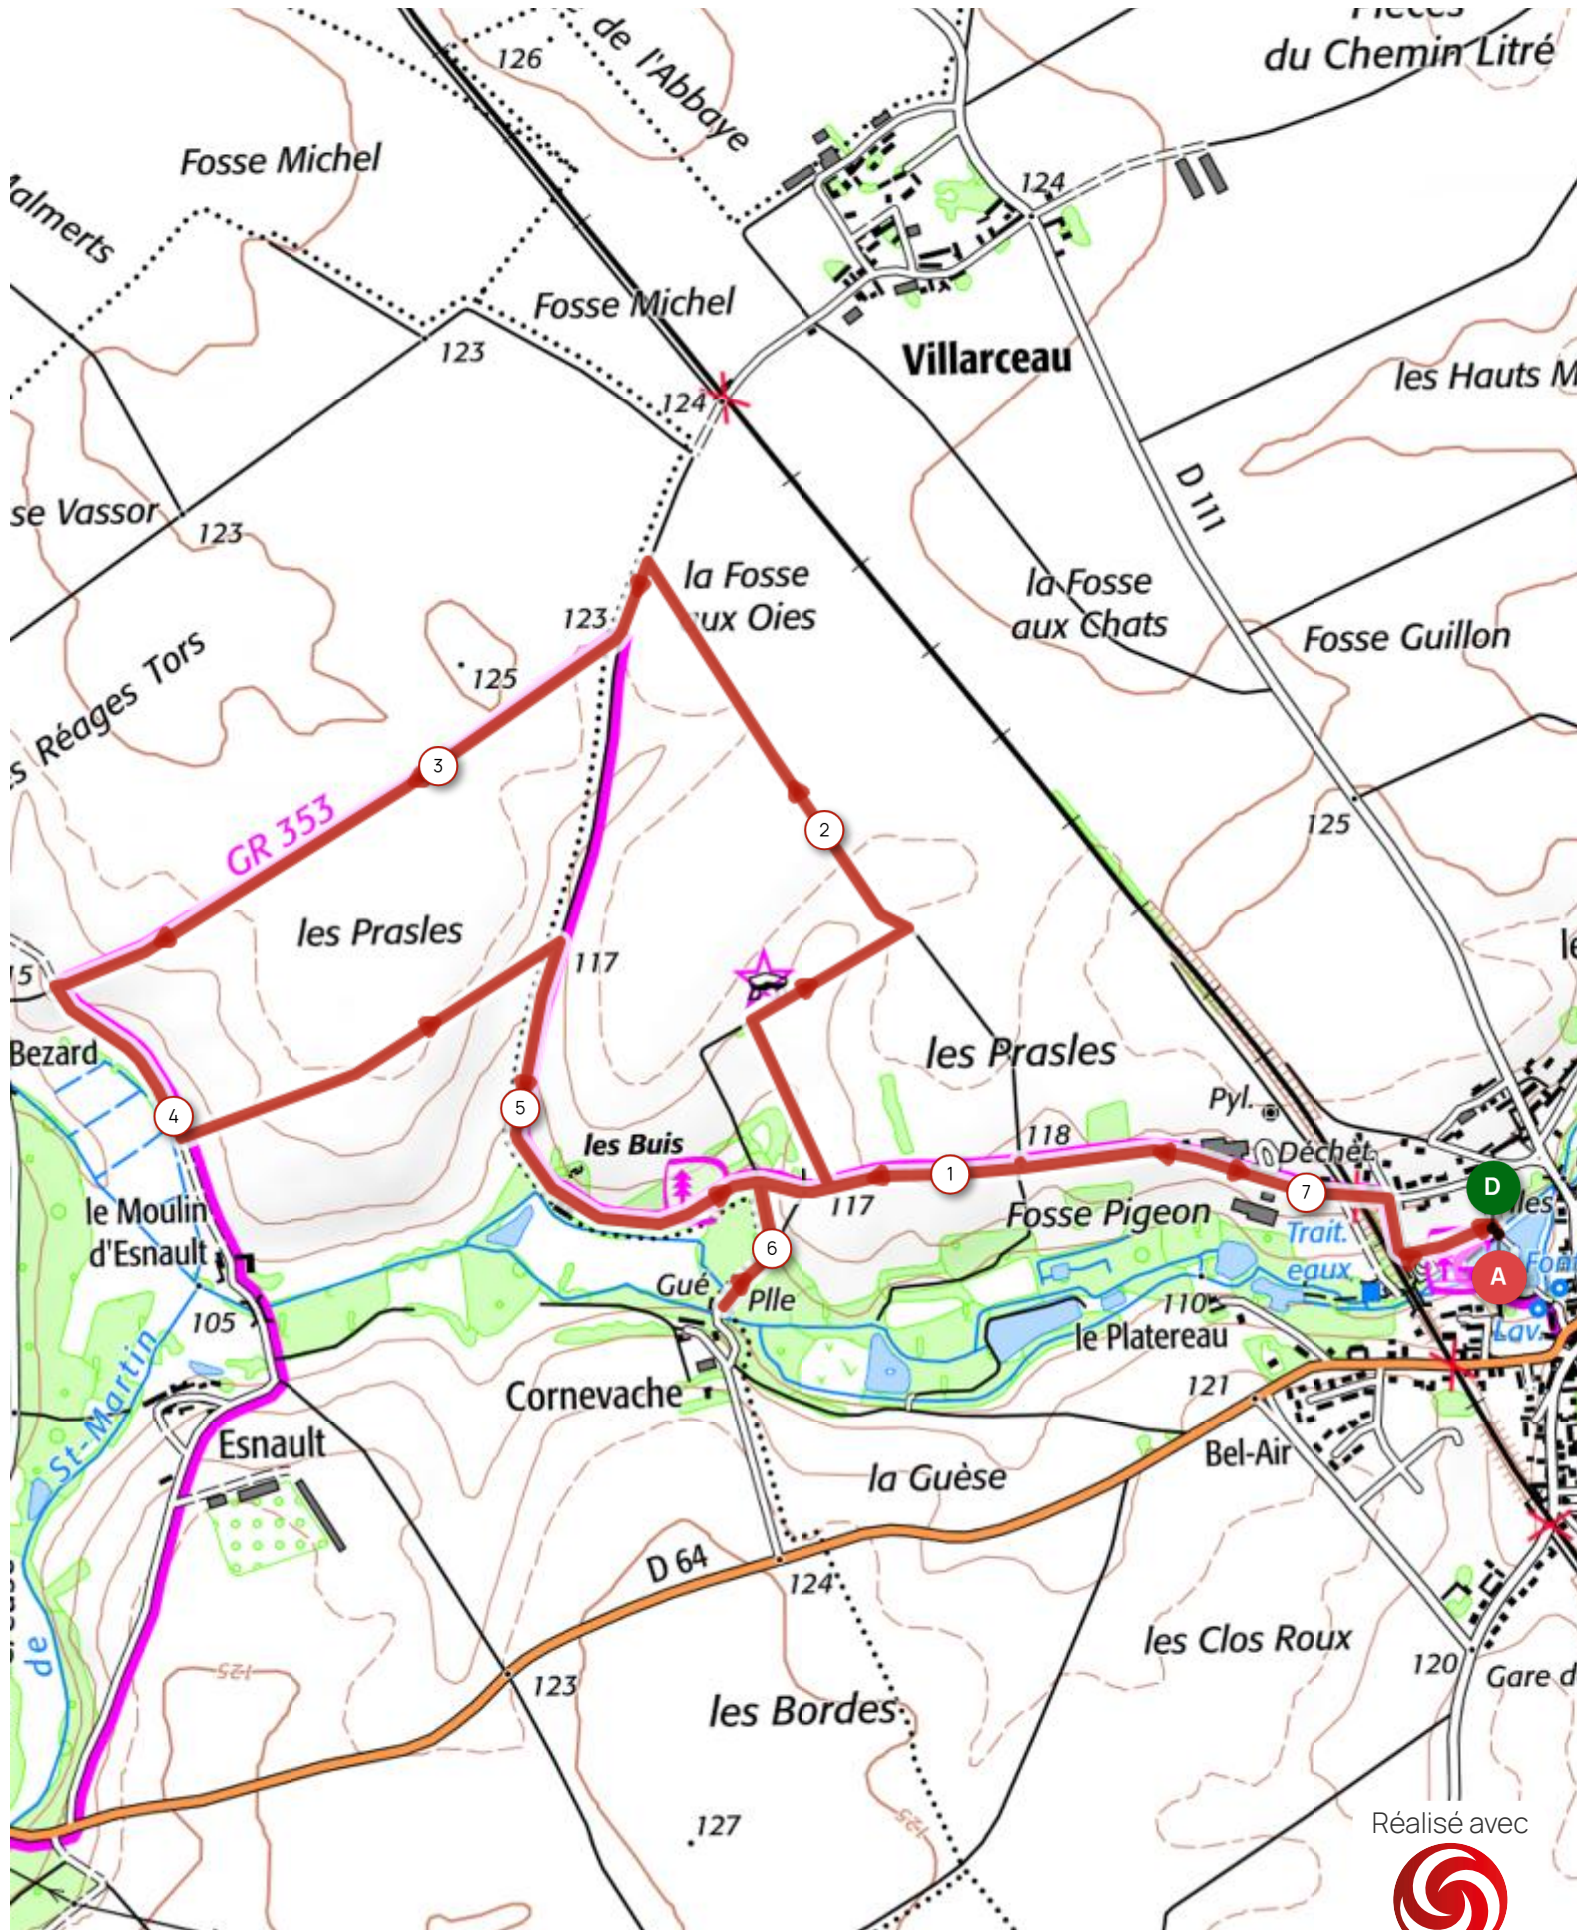 du Chemin Litré
126
de l'Abbaye
Fosse Michel
124
Fosse Michel
Villarceau
123
124
les Hauts M
D 111
123
la Fosse
aux Oies
la Fosse
aux Chats
Fosse Guillon
123
125
Réages Tors
3
GR 353
2
125
les Prasles
117
15
Bezard
les Prasles
Pyl.
4
5
les Buis
118
Déchèt.
1
117
7
D
le Moulin
d'Esnault
Fosse Pigeon
Trait.
eaux
6
A
Gué
Plle
105
110
le Platereau
Lav.
St-Martin
Cornevache
121
Esnault
Bel-Air
la Guèse
D 64
124
les Clos Roux
de
125
123
120
Gare d
les Bordes
127
125
Réalisé avec